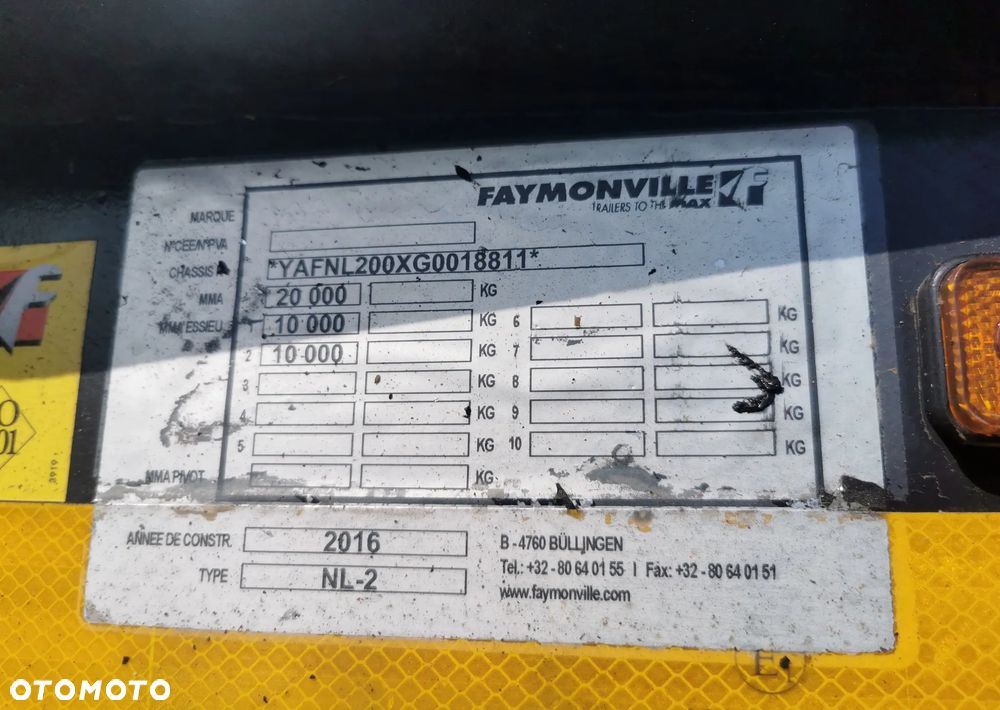 FAYMONVILLE
TRAILERS TO THE MAX
MARQUE
N°CEE/N°PVA
CHASSIS *YAFNL200XG0018811*
MMA 20 000 KG
MMA ESSIEU 1 10 000 KG 6 KG
2 10 000 KG 7 KG
3 KG 8 KG
4 KG 9 KG
5 KG 10 KG
MMA PIVOT KG
ANNEE DE CONSTR. 2016
TYPE NL-2
B - 4760 BÜLLINGEN
Tel.: +32 - 80 64 01 55 I Fax: +32 - 80 64 01 51
www.faymonville.com
F
O
01
3919
E1
OTOMOTO